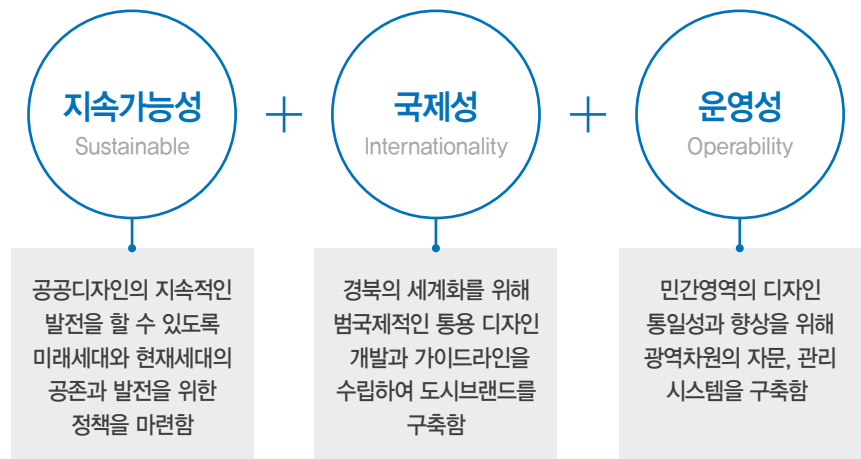 지속가능성
Sustainable
공공디자인의 지속적인
발전을 할 수 있도록
미래세대와 현재세대의
공존과 발전을 위한
정책을 마련함
+
국제성
Internationality
경북의 세계화를 위해
범국제적인 통용 디자인
개발과 가이드라인을
수립하여 도시브랜드를
구축함
+
운영성
Operability
민간영역의 디자인
통일성과 향상을 위해
광역차원의 자문, 관리
시스템을 구축함